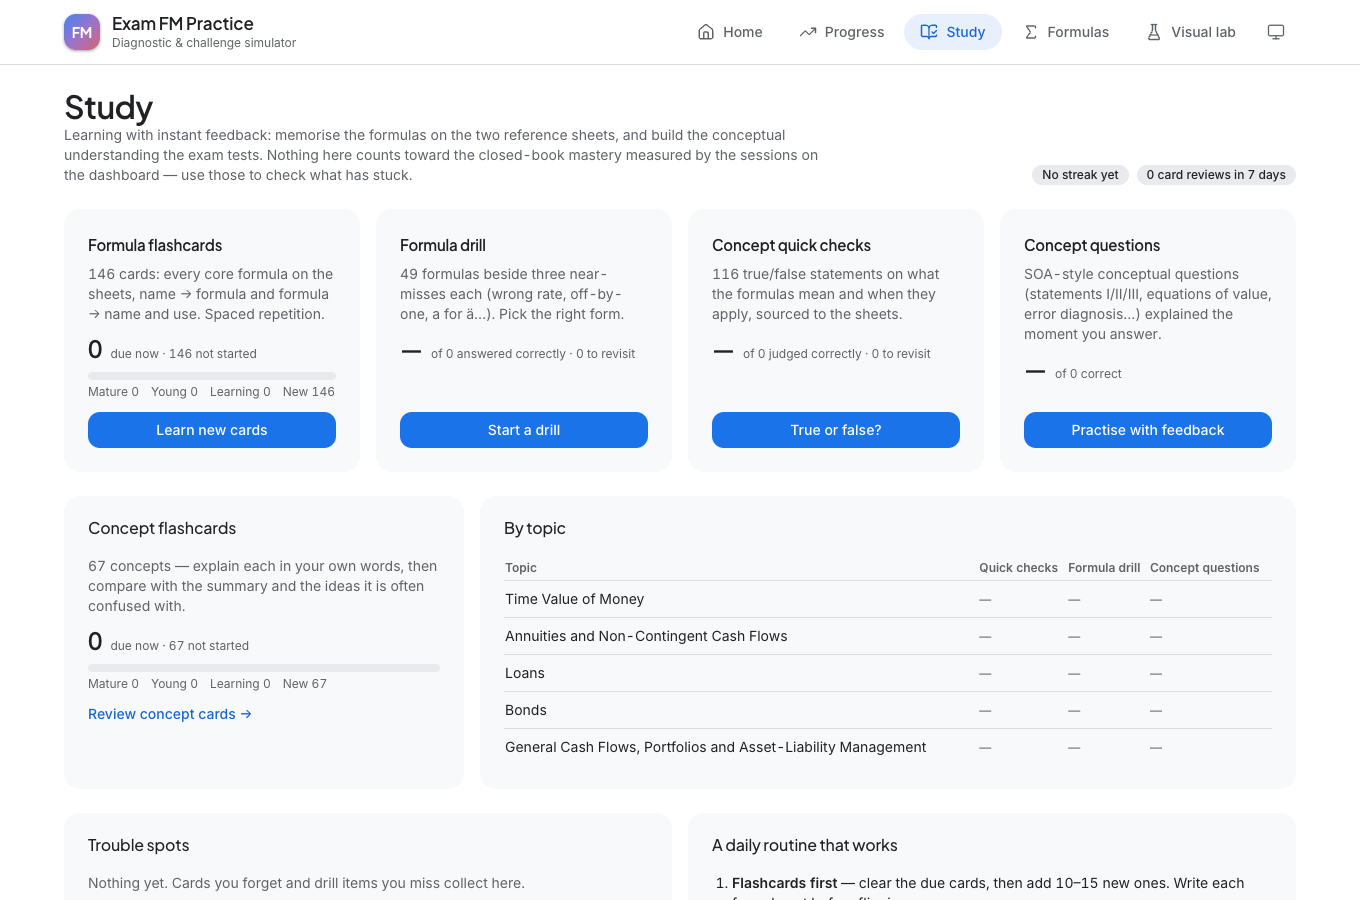 FM
Exam FM Practice
Diagnostic & challenge simulator
Home
Progress
Study
Formulas
Visual lab
Study
Learning with instant feedback: memorise the formulas on the two reference sheets, and build the conceptual
understanding the exam tests. Nothing here counts toward the closed-book mastery measured by the sessions on
the dashboard — use those to check what has stuck.
No streak yet
0 card reviews in 7 days
Formula flashcards
146 cards: every core formula on the
sheets, name → formula and formula
→ name and use. Spaced repetition.
0 due now · 146 not started
Mature 0 Young 0 Learning 0 New 146
Learn new cards
Formula drill
49 formulas beside three near-
misses each (wrong rate, off-by-
one, a for ä...). Pick the right form.
— of 0 answered correctly · 0 to revisit
Start a drill
Concept quick checks
116 true/false statements on what
the formulas mean and when they
apply, sourced to the sheets.
— of 0 judged correctly · 0 to revisit
True or false?
Concept questions
SOA-style conceptual questions
(statements I/II/III, equations of value,
error diagnosis...) explained the
moment you answer.
— of 0 correct
Practise with feedback
Concept flashcards
67 concepts — explain each in your own words, then
compare with the summary and the ideas it is often
confused with.
0 due now · 67 not started
Mature 0 Young 0 Learning 0 New 67
Review concept cards →
By topic
Topic Quick checks Formula drill Concept questions
Time Value of Money — — —
Annuities and Non-Contingent Cash Flows — — —
Loans — — —
Bonds — — —
General Cash Flows, Portfolios and Asset-Liability Management — — —
Trouble spots
Nothing yet. Cards you forget and drill items you miss collect here.
A daily routine that works
1. Flashcards first — clear the due cards, then add 10–15 new ones. Write each